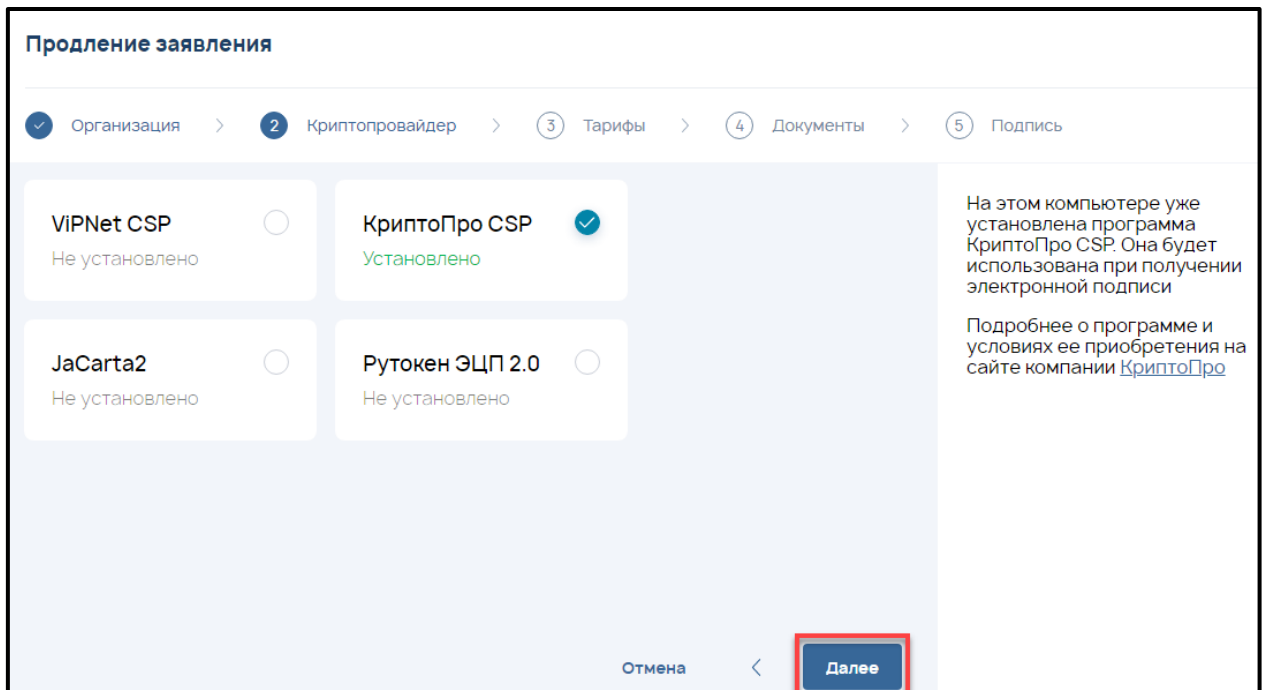 Продление заявления
Организация
2 Криптопровайдер
3 Тарифы
4 Документы
5 Подпись
ViPNet CSP
Не установлено
КриптоПро CSP
Установлено
JaCarta2
Не установлено
Рутокен ЭЦП 2.0
Не установлено
На этом компьютере уже
установлена программа
КриптоПро CSP. Она будет
использована при получении
электронной подписи
Подробнее о программе и
условиях ее приобретения на
сайте компании КриптоПро
Отмена
Далее